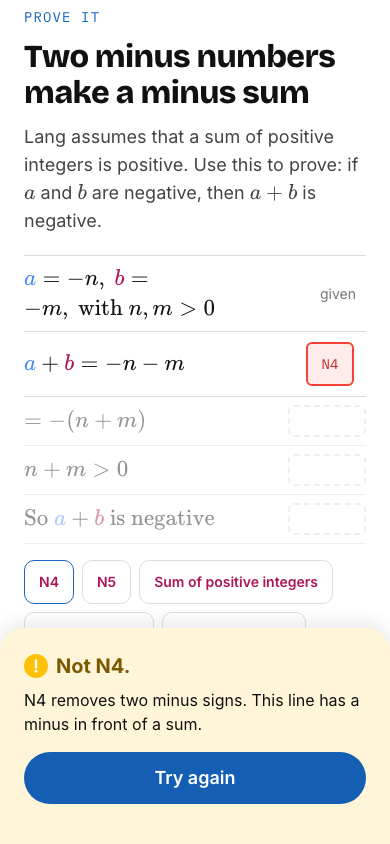 PROVE IT
Two minus numbers
make a minus sum
Lang assumes that a sum of positive
integers is positive. Use this to prove: if
a and b are negative, then a + b is
negative.
a = −n, b =
−m, with n, m > 0
given
a + b = −n − m
N4
= −(n + m)
n + m > 0
So a + b is negative
N4
N5
Sum of positive integers
! Not N4.
N4 removes two minus signs. This line has a
minus in front of a sum.
Try again